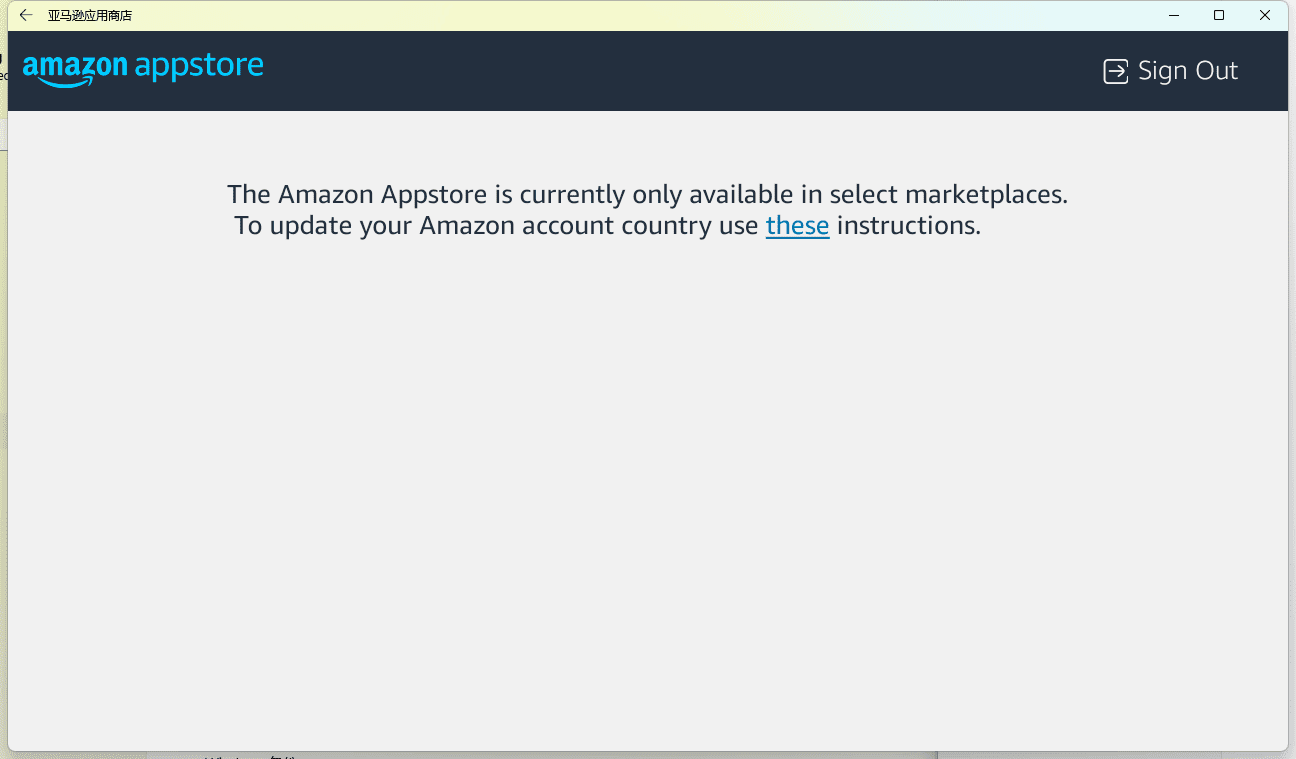 亚马逊应用商店
amazon appstore
Sign Out
The Amazon Appstore is currently only available in select marketplaces.
To update your Amazon account country use these instructions.